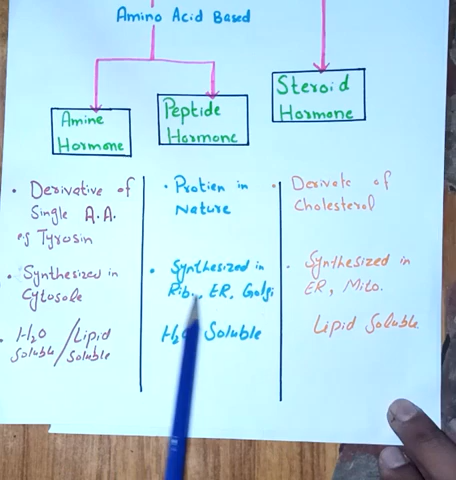 Amino Acid Based
Amine
Hormone
Peptide
Hormone
Steroid
Hormone
• Derivative of
Single A.A.
eg Tyrosin
• Synthesized in
Cytosole
• H₂O Soluble / Lipid Soluble
• Protien in
Nature
• Synthesized in
Rib., ER, Golgi
H₂O Soluble
• Derivate of
Cholesterol
• Synthesized in
ER, Mito.
Lipid Soluble